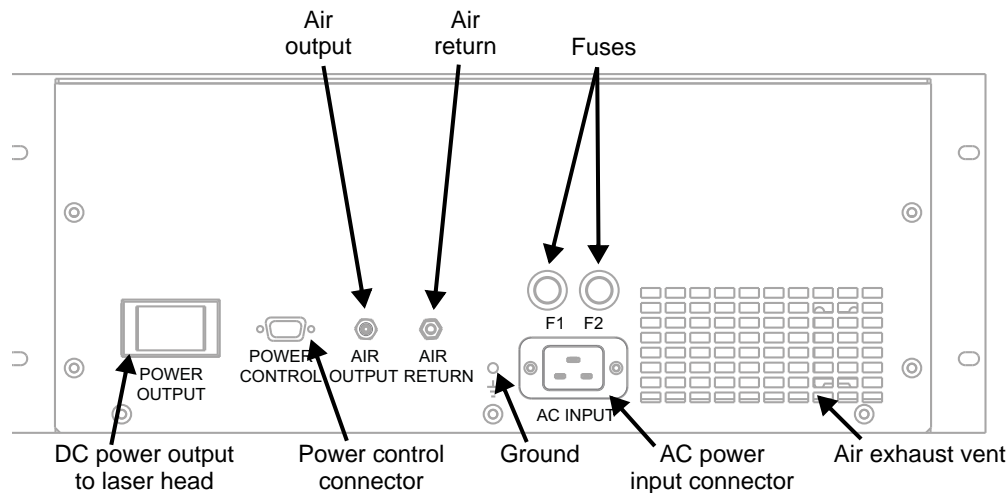 Air
output
Air
return
Fuses
F1 F2
POWER
OUTPUT
POWER
CONTROL
AIR
OUTPUT
AIR
RETURN
AC INPUT
DC power output
to laser head
Power control
connector
Ground
AC power
input connector
Air exhaust vent